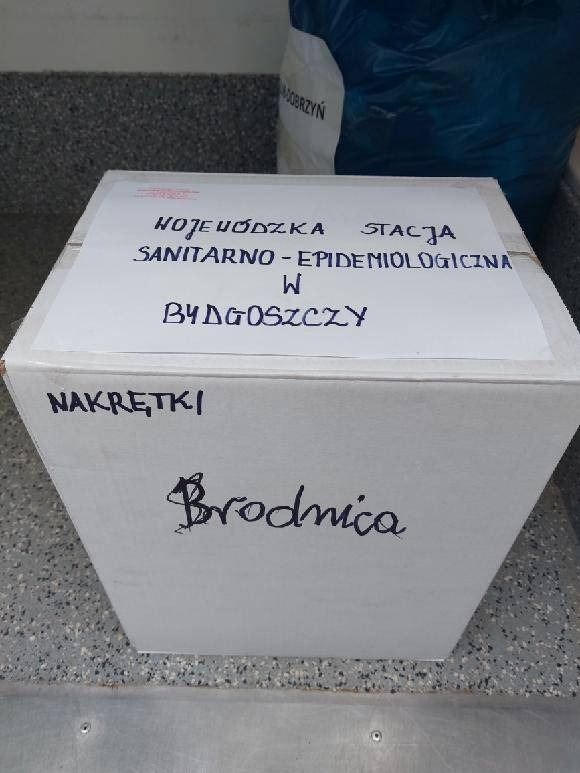 DOBRZYŃ
WOJEWÓDZKA STACJA
SANITARNO-EPIDEMIOLOGICZNA
W
BYDGOSZCZY
NAKRĘTKI
Brodnica